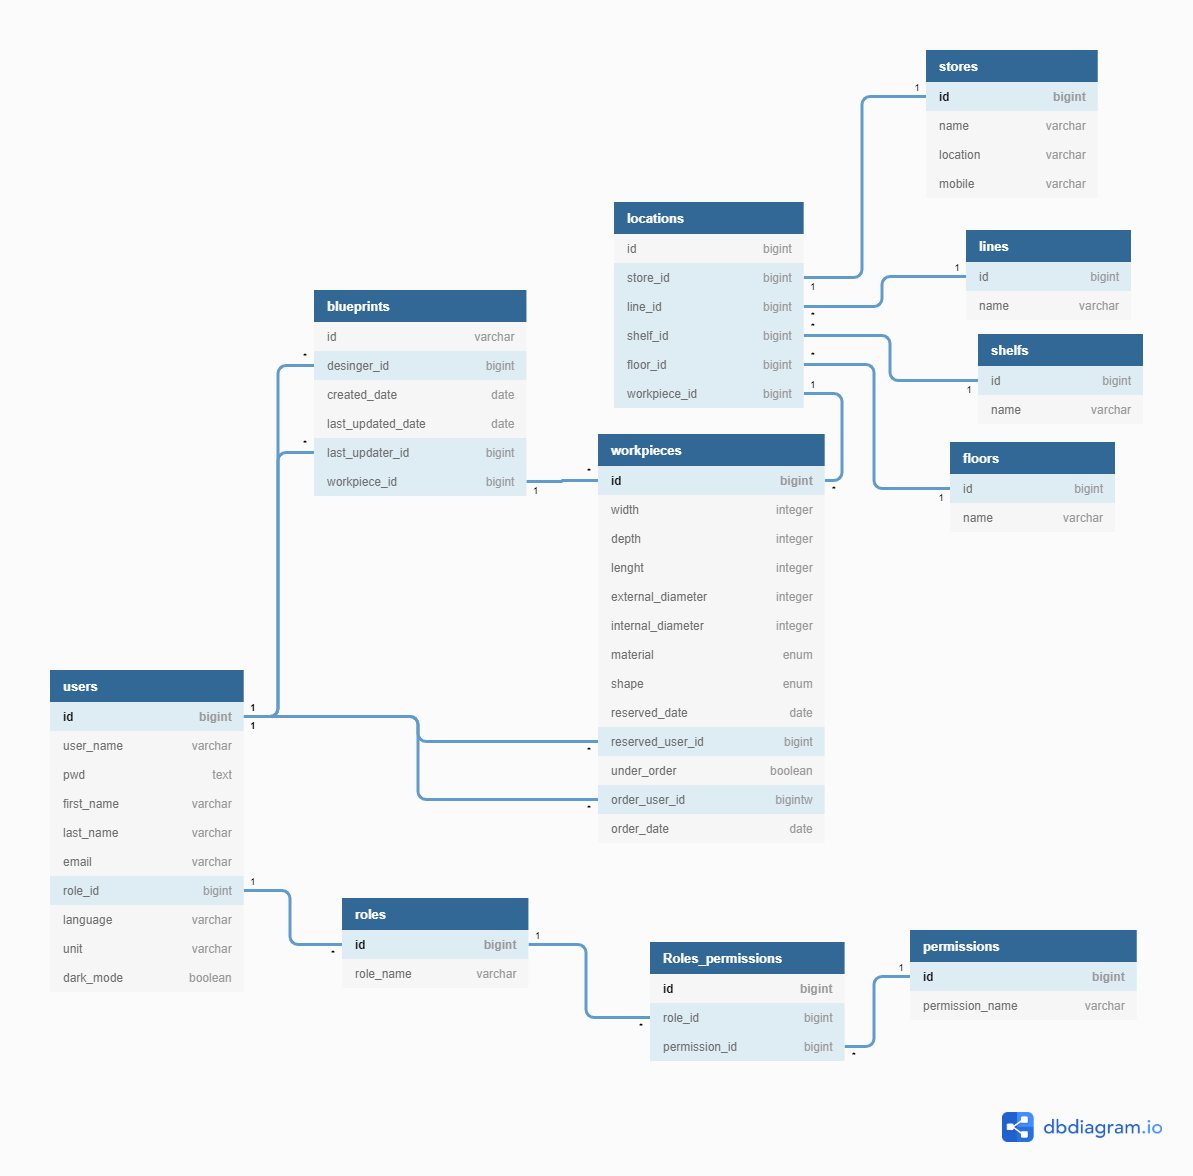 stores
1
id bigint
name varchar
location varchar
mobile varchar
locations
id bigint
store_id bigint
1
line_id bigint
*
*
shelf_id bigint
*
floor_id bigint
1
workpiece_id bigint
lines
1
id bigint
name varchar
shelfs
id bigint
1
name varchar
floors
id bigint
1
name varchar
blueprints
id varchar
*
desinger_id bigint
created_date date
last_updated_date date
*
last_updater_id bigint
workpiece_id bigint
1
workpieces
*
id bigint
*
width integer
depth integer
lenght integer
external_diameter integer
internal_diameter integer
material enum
shape enum
reserved_date date
reserved_user_id bigint
*
under_order boolean
order_user_id bigintw
*
order_date date
users
1
id bigint
1
user_name varchar
pwd text
first_name varchar
last_name varchar
email varchar
1
role_id bigint
language varchar
unit varchar
dark_mode boolean
roles
1
id bigint
*
role_name varchar
Roles_permissions
id bigint
role_id bigint
*
permission_id bigint
*
permissions
1
id bigint
permission_name varchar
dbdiagram.io